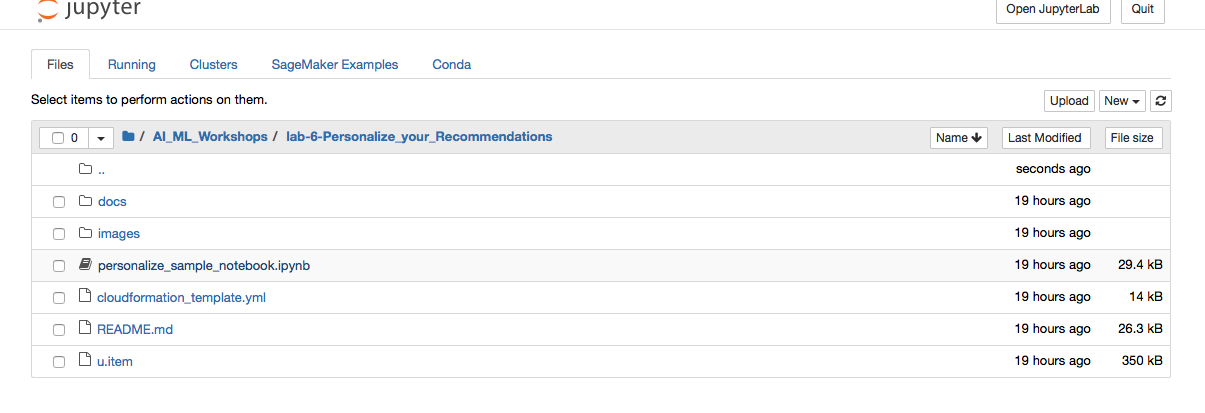 jupyter Open JupyterLab Quit
Files Running Clusters SageMaker Examples Conda
Select items to perform actions on them. Upload New
0 / AI_ML_Workshops / lab-6-Personalize_your_Recommendations Name Last Modified File size
.. seconds ago
docs 19 hours ago
images 19 hours ago
personalize_sample_notebook.ipynb 19 hours ago 29.4 kB
cloudformation_template.yml 19 hours ago 14 kB
README.md 19 hours ago 26.3 kB
u.item 19 hours ago 350 kB